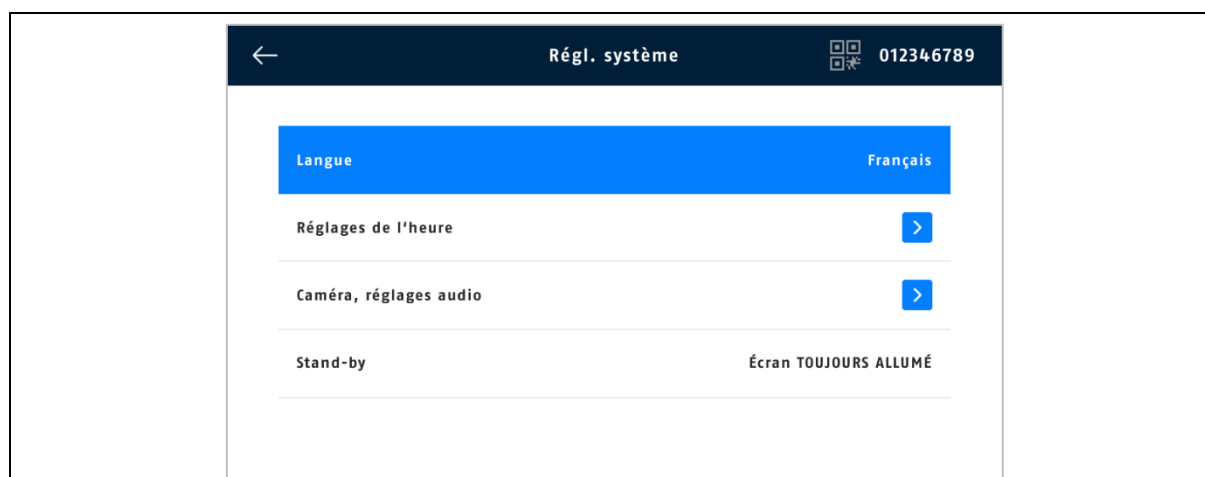 Régl. système 012346789
Langue Français
Réglages de l'heure
Caméra, réglages audio
Stand-by Écran TOUJOURS ALLUMÉ